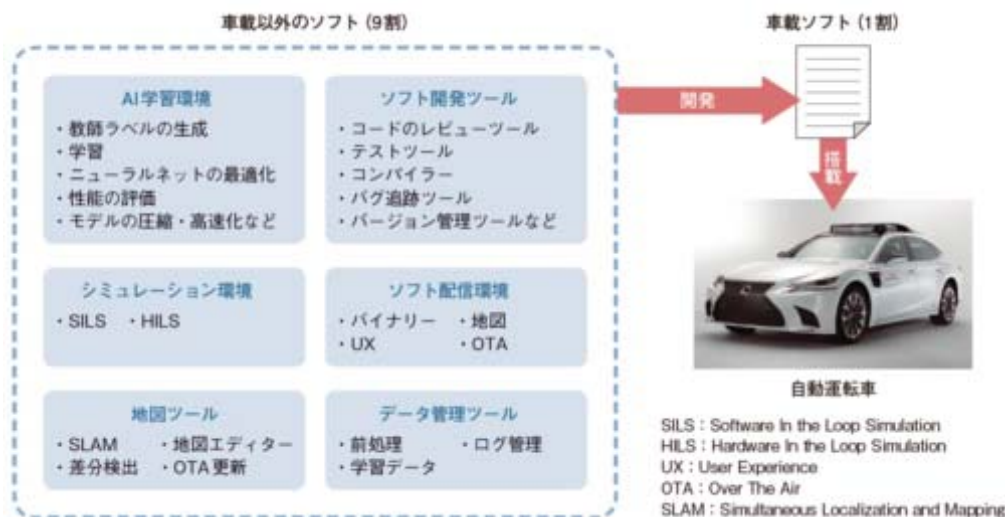 車載以外のソフト（9割）
AI学習環境
・教師ラベルの生成
・学習
・ニューラルネットの最適化
・性能の評価
・モデルの圧縮・高速化など
ソフト開発ツール
・コードのレビューツール
・テストツール
・コンパイラー
・バグ追跡ツール
・バージョン管理ツールなど
シミュレーション環境
・SILS ・HILS
ソフト配信環境
・バイナリー ・地図
・UX ・OTA
地図ツール
・SLAM ・地図エディター
・差分検出 ・OTA更新
データ管理ツール
・前処理 ・ログ管理
・学習データ
開発
車載ソフト（1割）
搭載
自動運転車
SILS：Software In the Loop Simulation
HILS：Hardware In the Loop Simulation
UX：User Experience
OTA：Over The Air
SLAM：Simultaneous Localization and Mapping